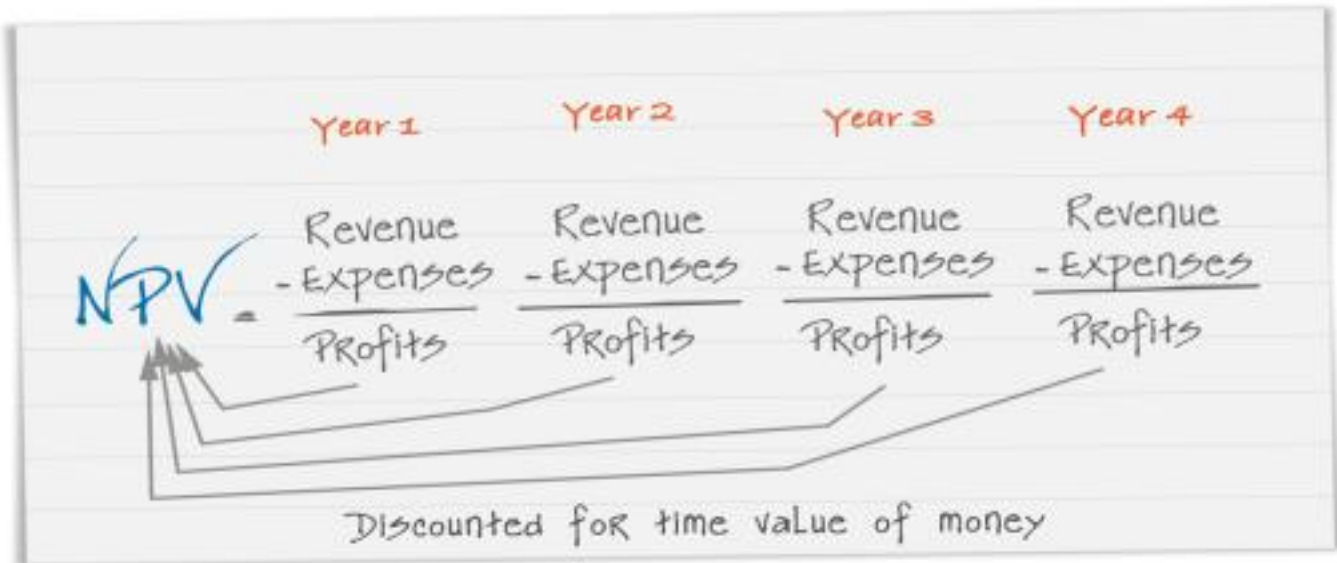 Year 1 Year 2 Year 3 Year 4
Revenue Revenue Revenue Revenue
NPV = - Expenses - Expenses - Expenses - Expenses
Profits Profits Profits Profits
Discounted for time value of money